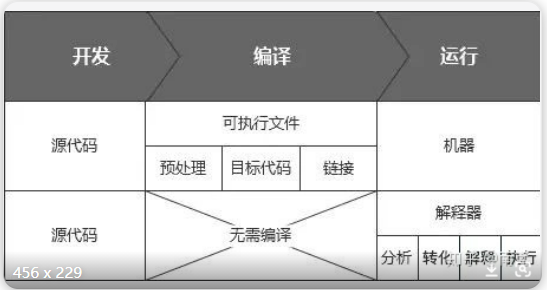 开发 编译 运行
源代码 可执行文件 机器
预处理 目标代码 链接
源代码 无需编译 解释器
分析 转化 解释 执行
456 x 229